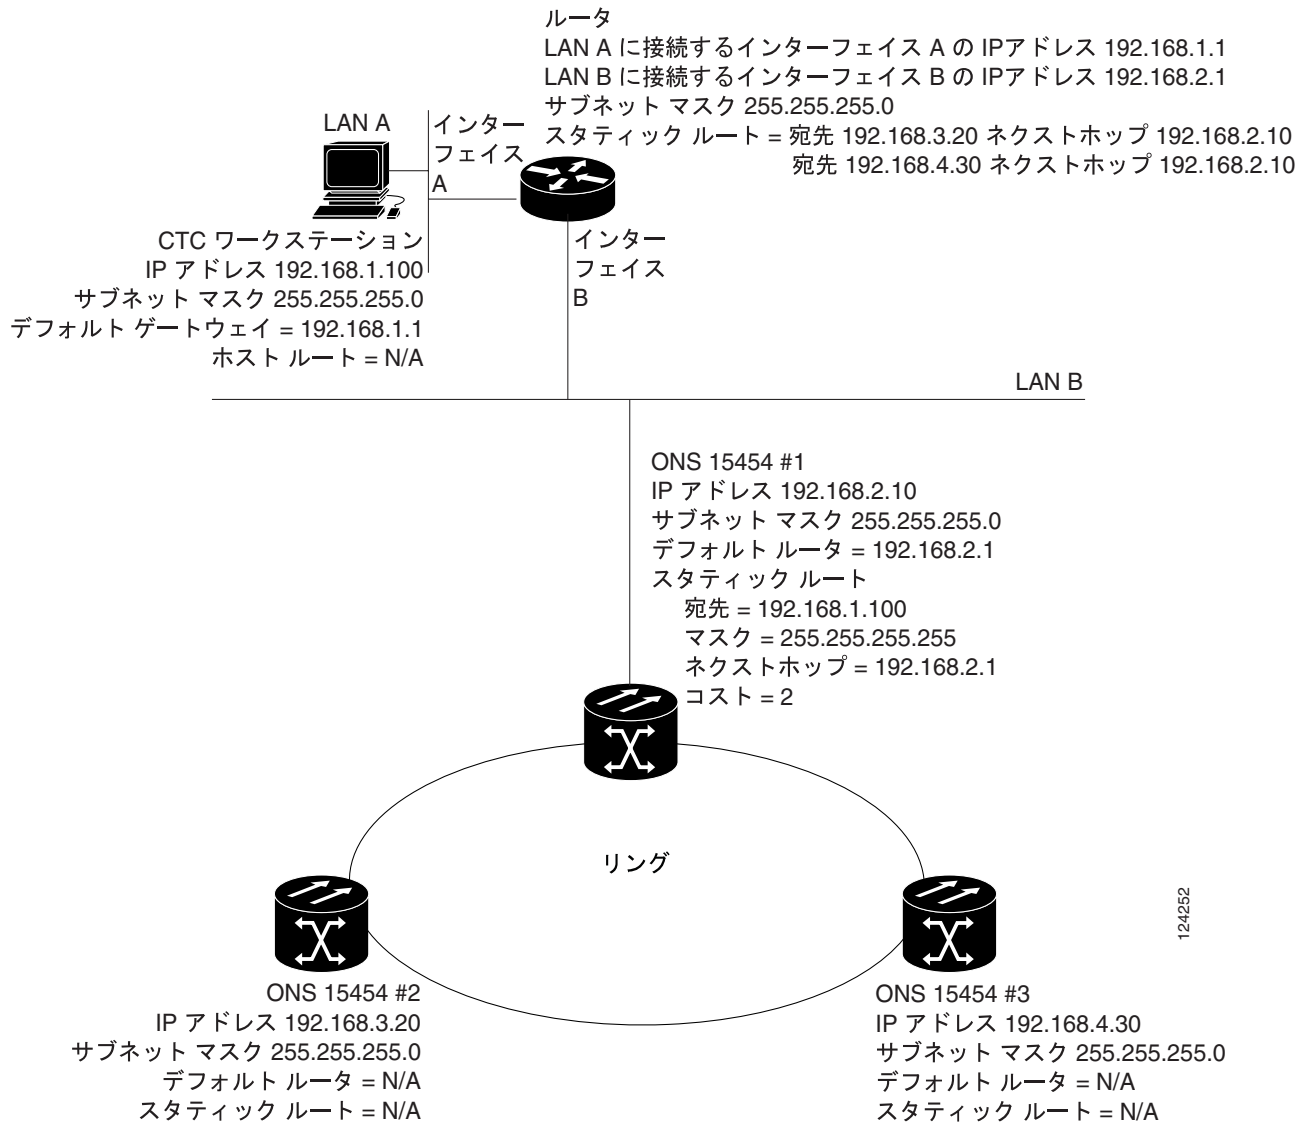 ルータ
LAN A に接続するインターフェイス A の IPアドレス 192.168.1.1
LAN B に接続するインターフェイス B の IPアドレス 192.168.2.1
サブネット マスク 255.255.255.0
スタティック ルート = 宛先 192.168.3.20 ネクストホップ 192.168.2.10
宛先 192.168.4.30 ネクストホップ 192.168.2.10
LAN A
インター
フェイス
A
CTC ワークステーション
IP アドレス 192.168.1.100
サブネット マスク 255.255.255.0
デフォルト ゲートウェイ = 192.168.1.1
ホスト ルート = N/A
インター
フェイス
B
LAN B
ONS 15454 #1
IP アドレス 192.168.2.10
サブネット マスク 255.255.255.0
デフォルト ルータ = 192.168.2.1
スタティック ルート
宛先 = 192.168.1.100
マスク = 255.255.255.255
ネクストホップ = 192.168.2.1
コスト = 2
リング
ONS 15454 #2
IP アドレス 192.168.3.20
サブネット マスク 255.255.255.0
デフォルト ルータ = N/A
スタティック ルート = N/A
ONS 15454 #3
IP アドレス 192.168.4.30
サブネット マスク 255.255.255.0
デフォルト ルータ = N/A
スタティック ルート = N/A
124252